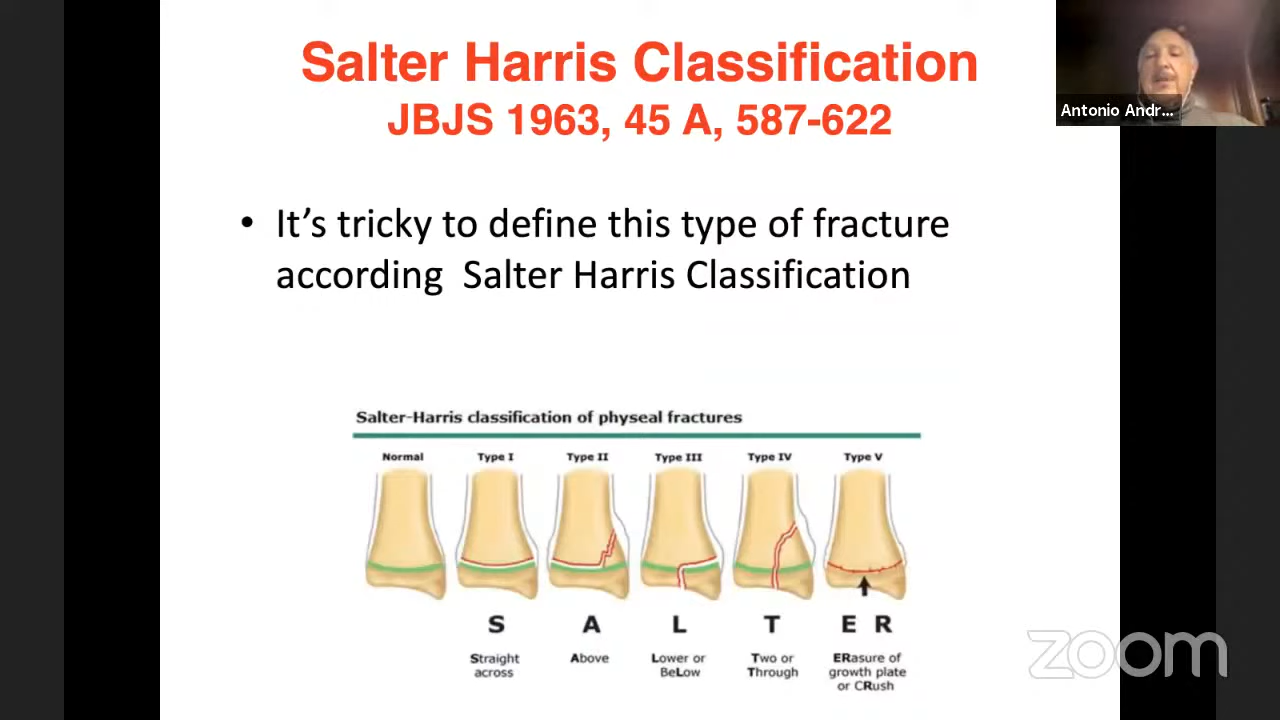 Salter Harris Classification
JBJS 1963, 45 A, 587-622
Antonio Andr...
• It's tricky to define this type of fracture
according Salter Harris Classification
Salter-Harris classification of physeal fractures
Normal Type I Type II Type III Type IV Type V
S A L T E R
Straight across
Above
Lower or BeLow
Two or Through
ERasure of growth plate or CRush
zoom